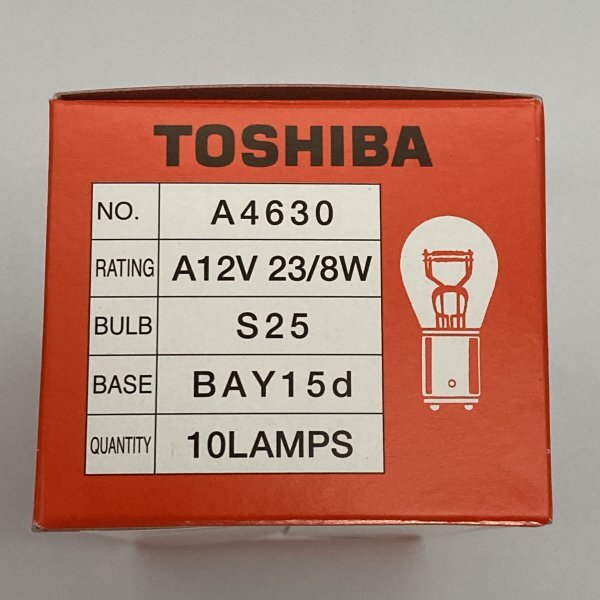 TOSHIBA
NO. A4630
RATING A12V 23/8W
BULB S25
BASE BAY15d
QUANTITY 10LAMPS